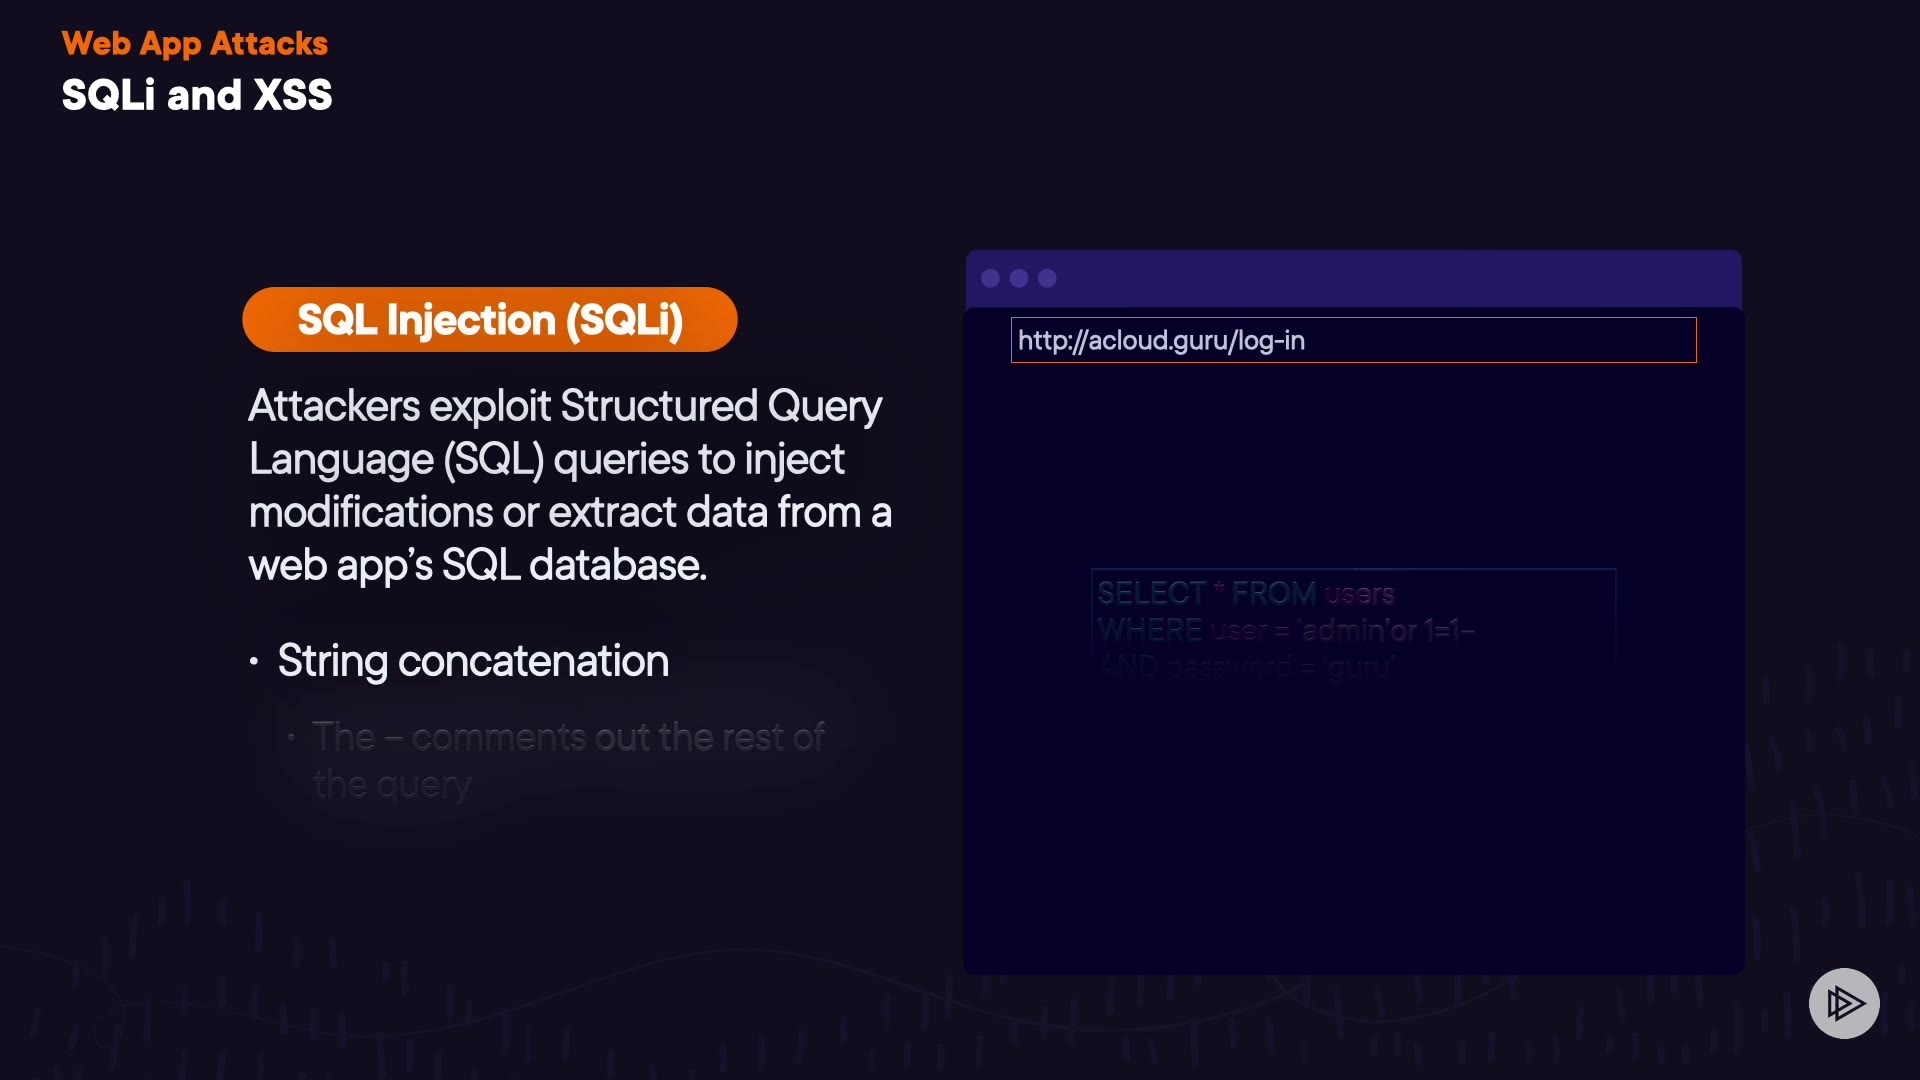 Web App Attacks
SQLi and XSS
SQL Injection (SQLi)
Attackers exploit Structured Query
Language (SQL) queries to inject
modifications or extract data from a
web app’s SQL database.
• String concatenation
• The – comments out the rest of
the query
http://acloud.guru/log-in
SELECT * FROM users
WHERE user = ‘admin’or 1=1–
AND password = ‘guru’